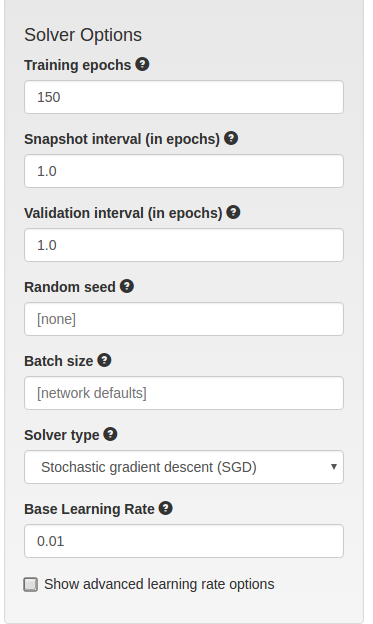 Solver Options
Training epochs
150
Snapshot interval (in epochs)
1.0
Validation interval (in epochs)
1.0
Random seed
[none]
Batch size
[network defaults]
Solver type
Stochastic gradient descent (SGD)
Base Learning Rate
0.01
Show advanced learning rate options